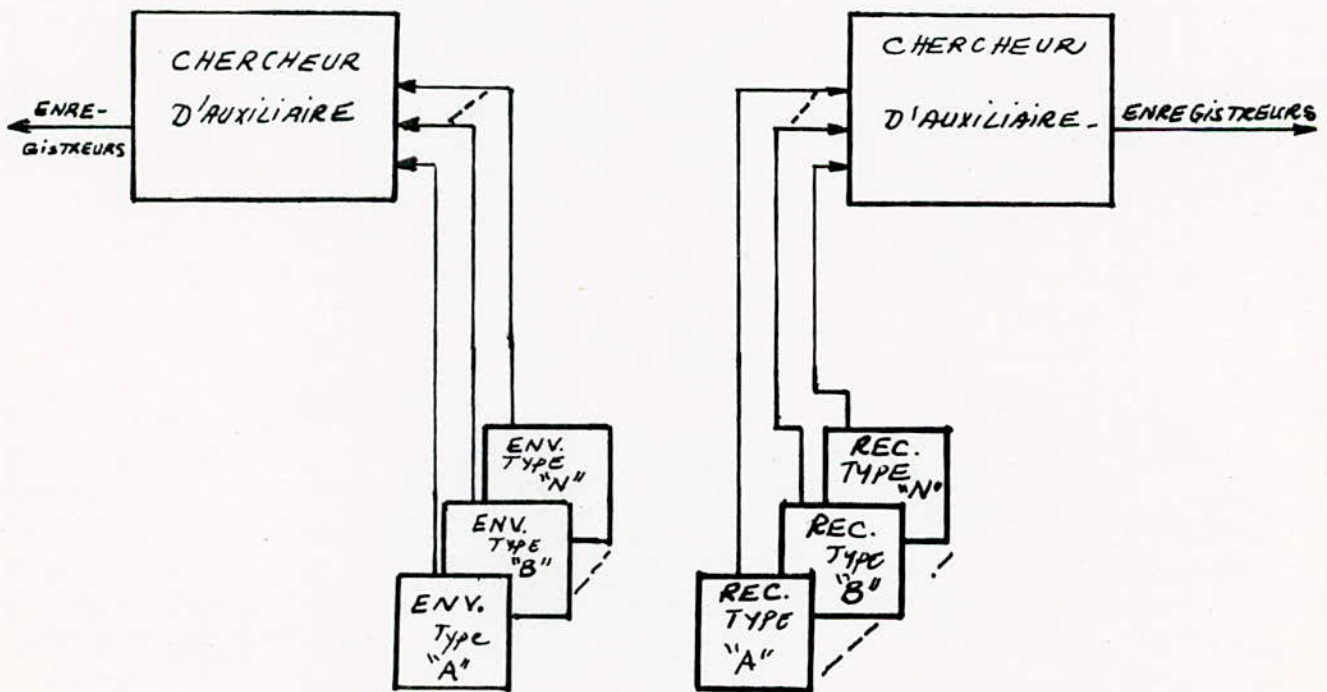 CHERCHEUR
D'AUXILIAIRE
ENRE-
GISTREURS
CHERCHEUR
D'AUXILIAIRE-
ENREGISTREURS
ENV.
TYPE
"N"
ENV.
TYPE
"B"
ENV.
TYPE
"A"
REC.
TYPE
"N"
REC.
TYPE
"B"
REC.
TYPE
"A"